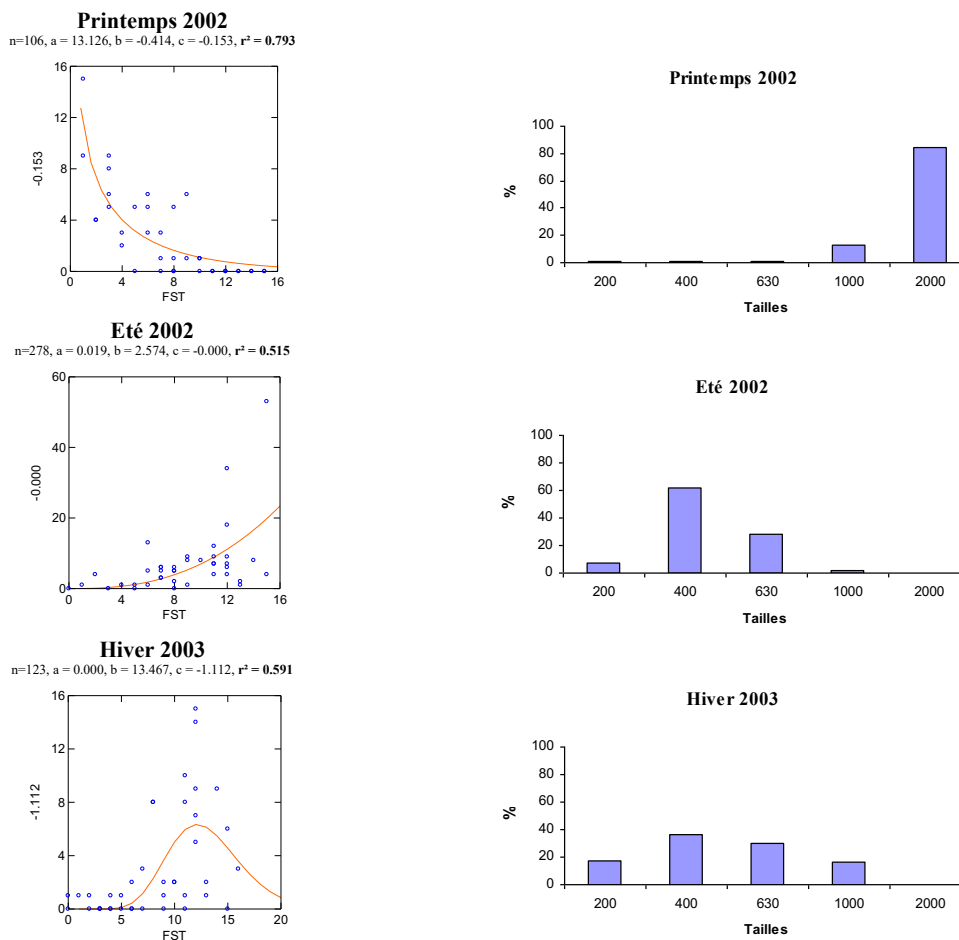 Printemps 2002
n=106, a = 13.126, b = -0.414, c = -0.153, r² = 0.793
16
12
8
4
0
-0.153
0 4 8 12 16
FST
Printemps 2002
100
80
60
40
20
0
%
200 400 630 1000 2000
Tailles
Eté 2002
n=278, a = 0.019, b = 2.574, c = -0.000, r² = 0.515
60
40
20
0
-0.000
0 4 8 12 16
FST
Eté 2002
100
80
60
40
20
0
%
200 400 630 1000 2000
Tailles
Hiver 2003
n=123, a = 0.000, b = 13.467, c = -1.112, r² = 0.591
16
12
8
4
0
-1.112
0 5 10 15 20
FST
Hiver 2003
100
80
60
40
20
0
%
200 400 630 1000 2000
Tailles